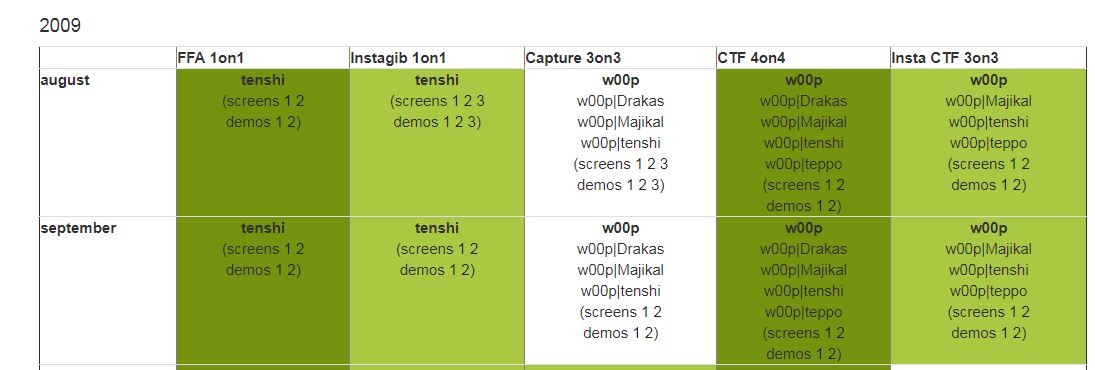 2009
FFA 1on1 Instagib 1on1 Capture 3on3 CTF 4on4 Insta CTF 3on3
august
tenshi
(screens 1 2
demos 1 2)
tenshi
(screens 1 2 3
demos 1 2 3)
w00p
w00p|Drakas
w00p|Majikal
w00p|tenshi
(screens 1 2 3
demos 1 2 3)
w00p
w00p|Drakas
w00p|Majikal
w00p|tenshi
w00p|teppo
(screens 1 2
demos 1 2)
w00p
w00p|Majikal
w00p|tenshi
w00p|teppo
(screens 1 2
demos 1 2)
september
tenshi
(screens 1 2
demos 1 2)
tenshi
(screens 1 2
demos 1 2)
w00p
w00p|Drakas
w00p|Majikal
w00p|tenshi
(screens 1 2
demos 1 2)
w00p
w00p|Drakas
w00p|Majikal
w00p|tenshi
w00p|teppo
(screens 1 2
demos 1 2)
w00p
w00p|Majikal
w00p|tenshi
w00p|teppo
(screens 1 2
demos 1 2)